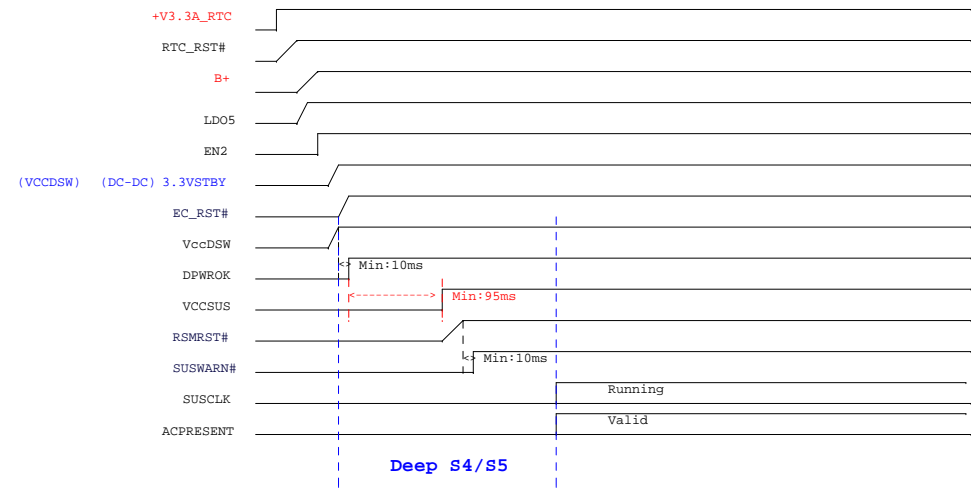 +V3.3A_RTC
RTC_RST#
B+
LDO5
EN2
(VCCDSW) (DC-DC) 3.3VSTBY
EC_RST#
VccDSW
DPWROK
Min:10ms
VCCSUS
Min:95ms
RSMRST#
SUSWARN#
Min:10ms
SUSCLK
Running
ACPRESENT
Valid
Deep S4/S5